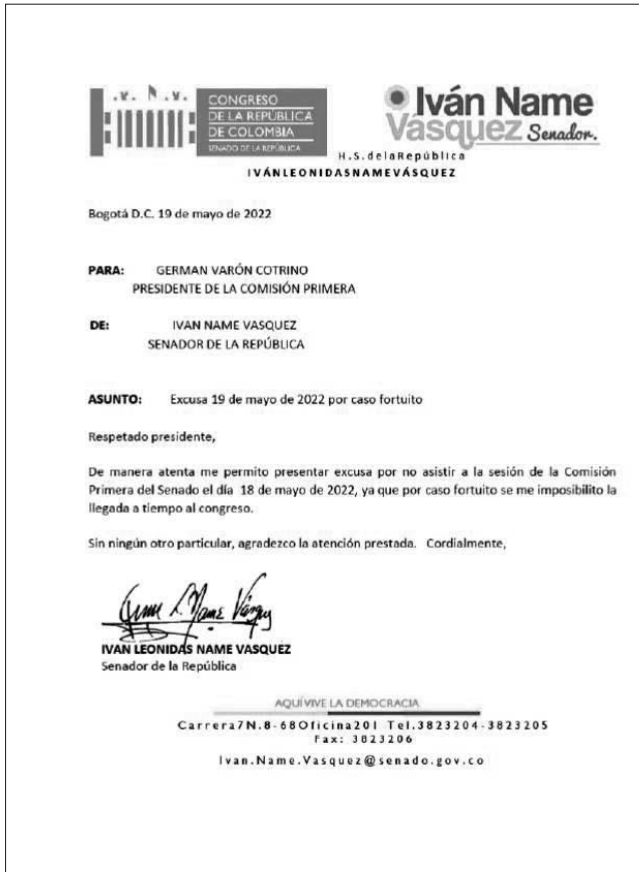 CONGRESO
DE LA REPÚBLICA
DE COLOMBIA
SENADO DE LA REPÚBLICA
Iván Name
Vásquez Senador.
H.S.delaRepública
IVÁNLEONIDASNAMEVÁSQUEZ
Bogotá D.C. 19 de mayo de 2022
PARA: GERMAN VARÓN COTRINO
PRESIDENTE DE LA COMISIÓN PRIMERA
DE: IVAN NAME VASQUEZ
SENADOR DE LA REPÚBLICA
ASUNTO: Excusa 19 de mayo de 2022 por caso fortuito
Respetado presidente,
De manera atenta me permito presentar excusa por no asistir a la sesión de la Comisión
Primera del Senado el día 18 de mayo de 2022, ya que por caso fortuito se me imposibilito la
llegada a tiempo al congreso.
Sin ningún otro particular, agradezco la atención prestada. Cordialmente,
IVAN LEONIDAS NAME VASQUEZ
Senador de la República
AQUÍ VIVE LA DEMOCRACIA
Carrera7N.8-68Oficina201 Tel.3823204-3823205
Fax: 3823206
Ivan.Name.Vasquez@senado.gov.co